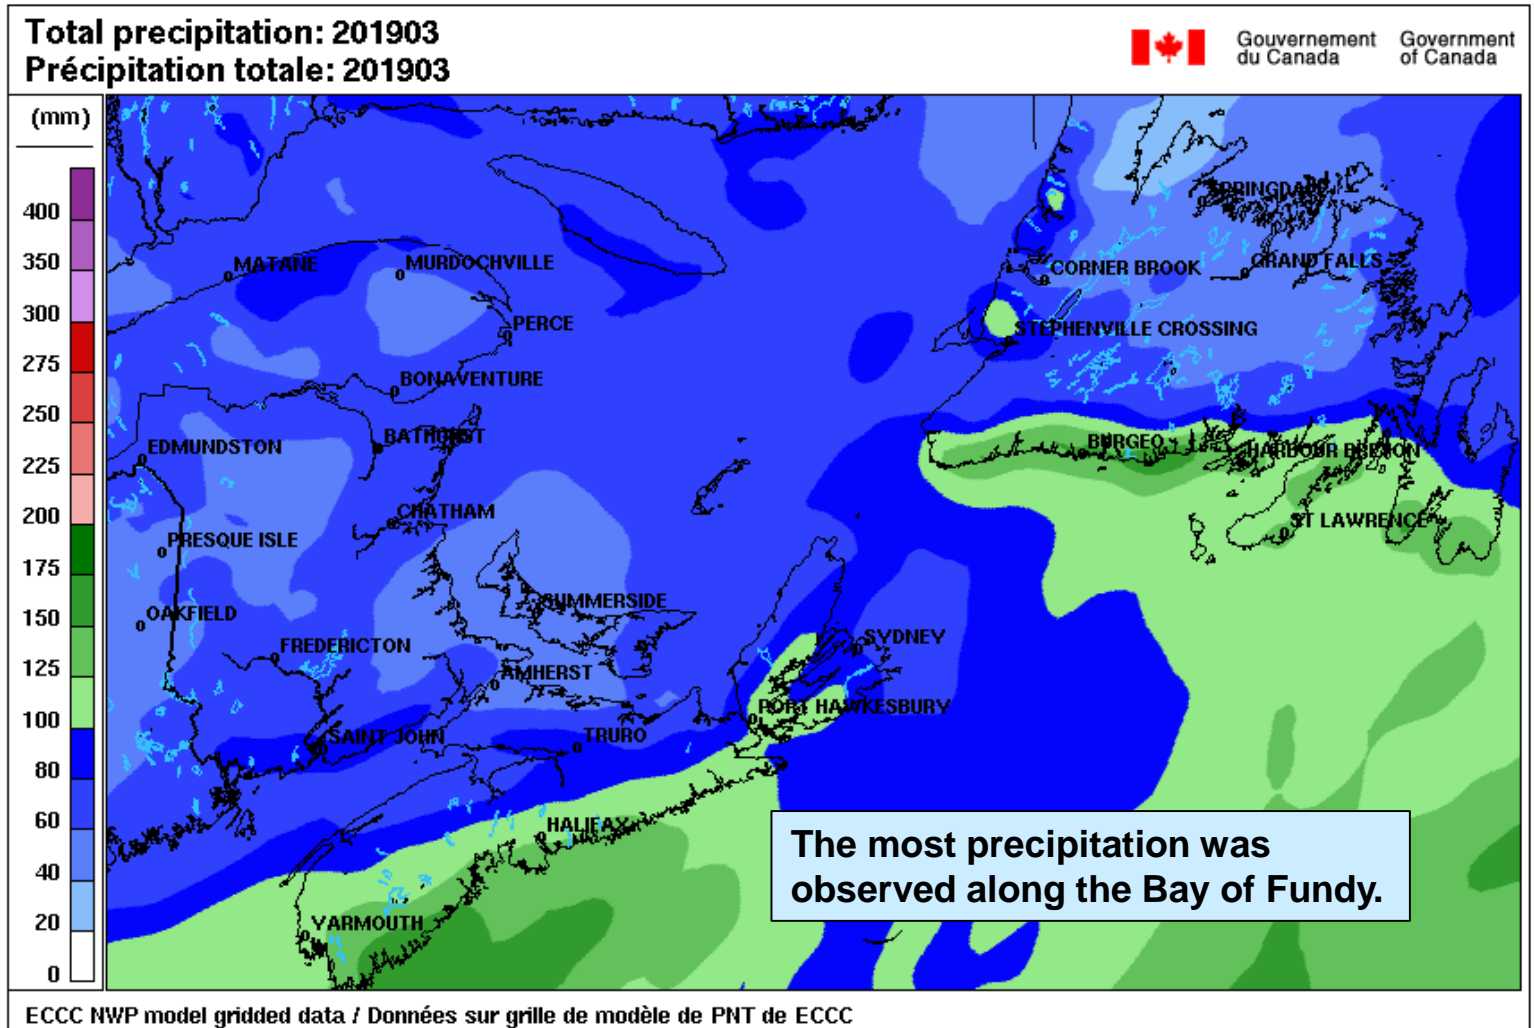 Total precipitation: 201903
Précipitation totale: 201903
Gouvernement du Canada
Government of Canada
(mm)
400
350
300
275
250
225
200
175
150
125
100
80
60
40
20
0
SPRINGDALE
MATANE
MURDOCHVILLE
CORNER BROOK
GRAND FALLS
PERCE
STEPHENVILLE CROSSING
BONAVENTURE
EDMUNDSTON
BATHURST
BURGEO
HARBOUR BRETON
CHATHAM
ST LAWRENCE
PRESQUE ISLE
OAKFIELD
SUMMERSIDE
FREDERICTON
SYDNEY
AMHERST
PORT HAWKESBURY
SAINT JOHN
TRURO
HALIFAX
YARMOUTH
The most precipitation was
observed along the Bay of Fundy.
ECCC NWP model gridded data / Données sur grille de modèle de PNT de ECCC